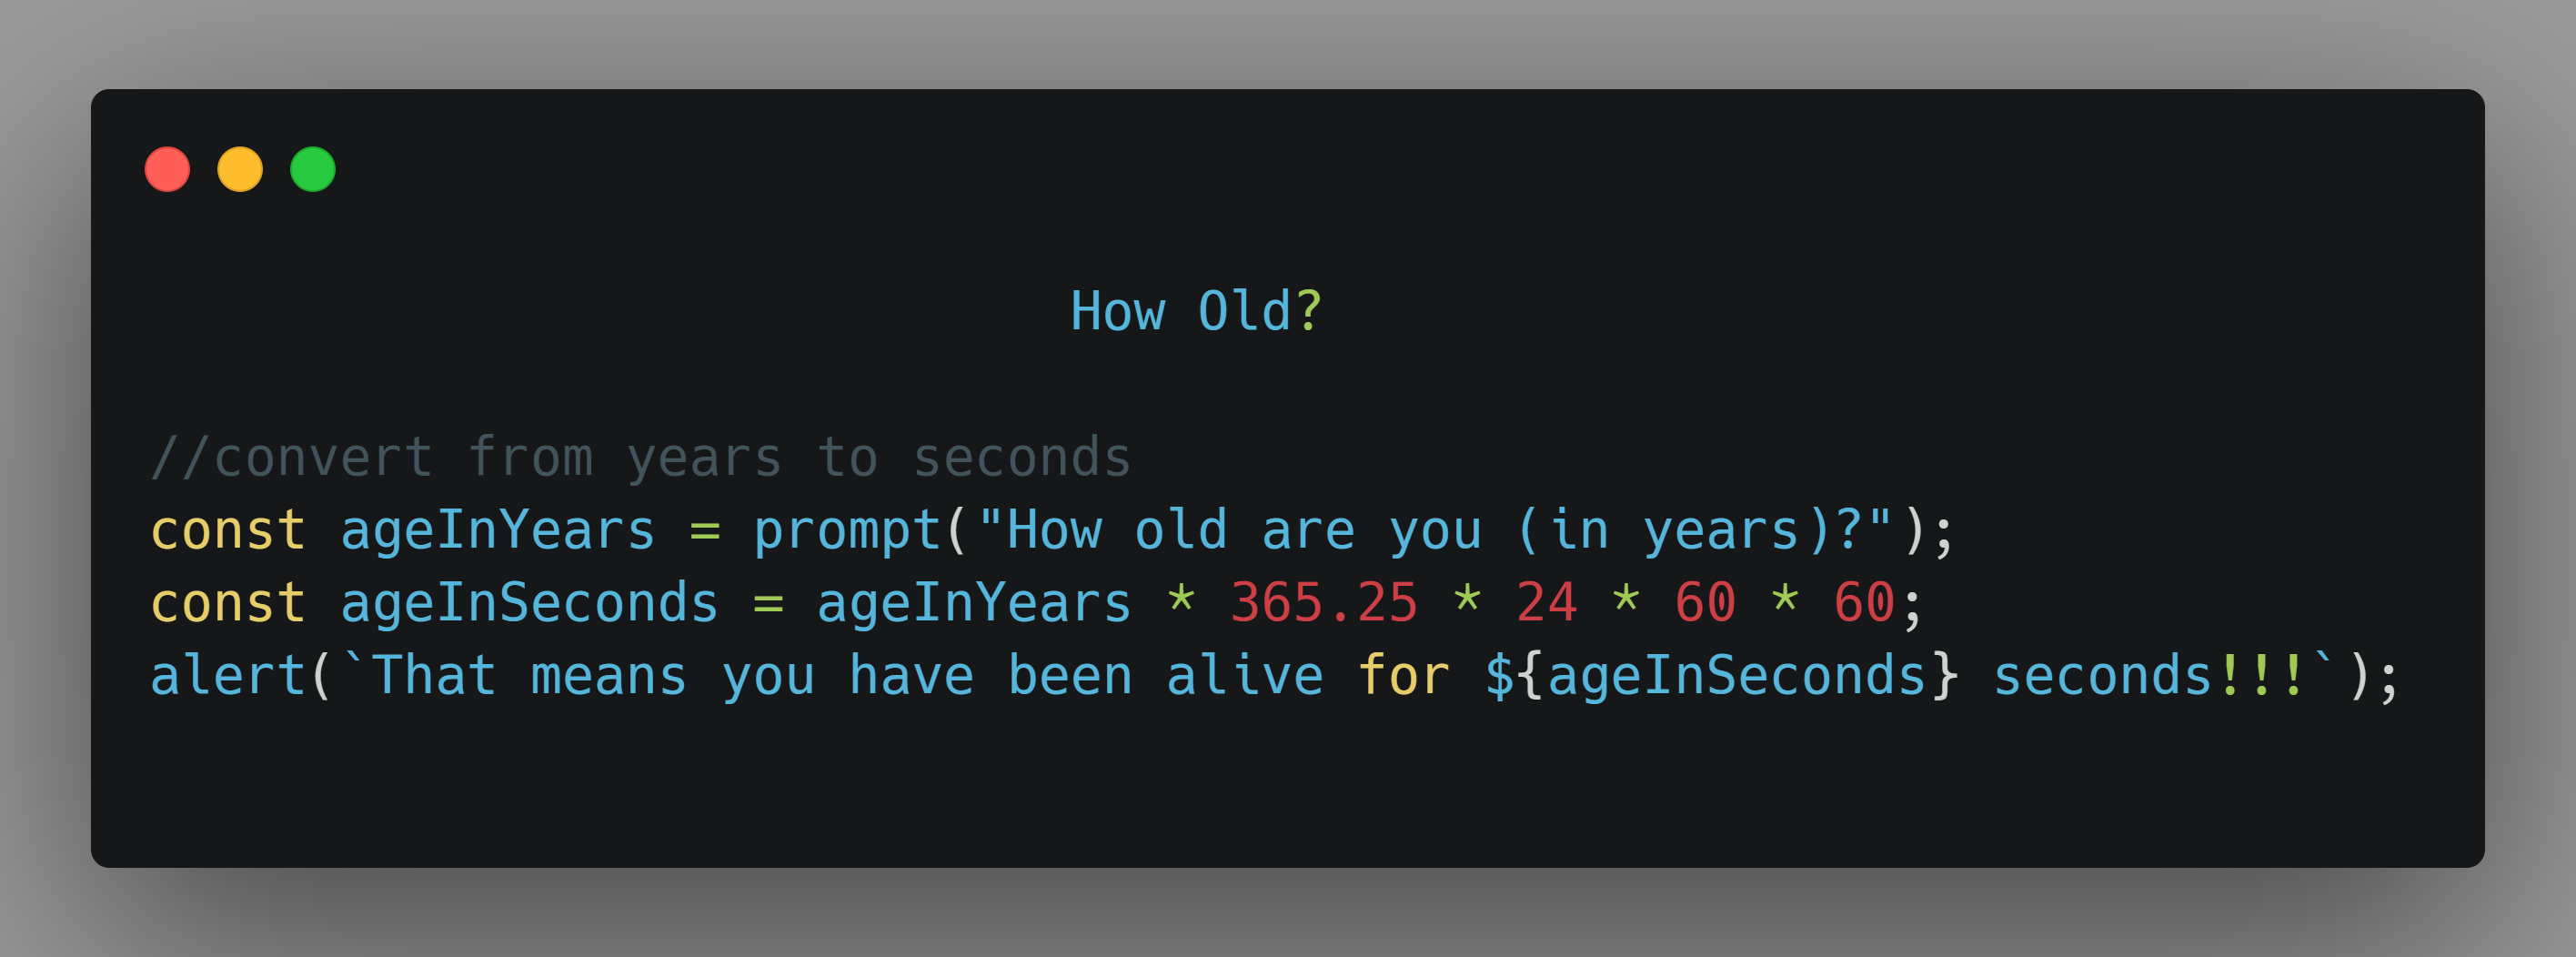 How Old?
//convert from years to seconds
const ageInYears = prompt("How old are you (in years)?");
const ageInSeconds = ageInYears * 365.25 * 24 * 60 * 60;
alert(`That means you have been alive for ${ageInSeconds} seconds!!!`);